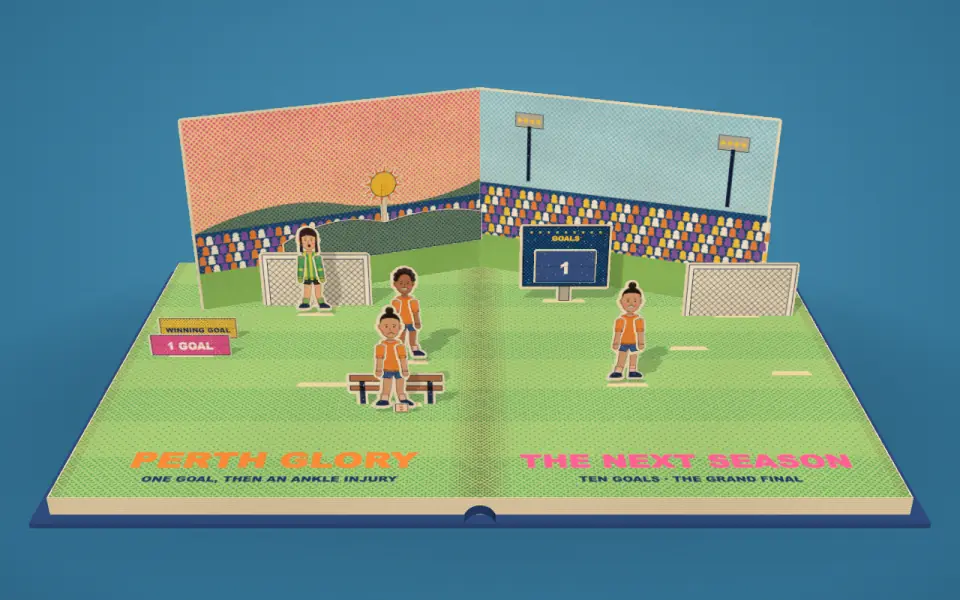 GOALS
1
WINNING GOAL
1 GOAL
PERTH GLORY
ONE GOAL, THEN AN ANKLE INJURY
THE NEXT SEASON
TEN GOALS · THE GRAND FINAL